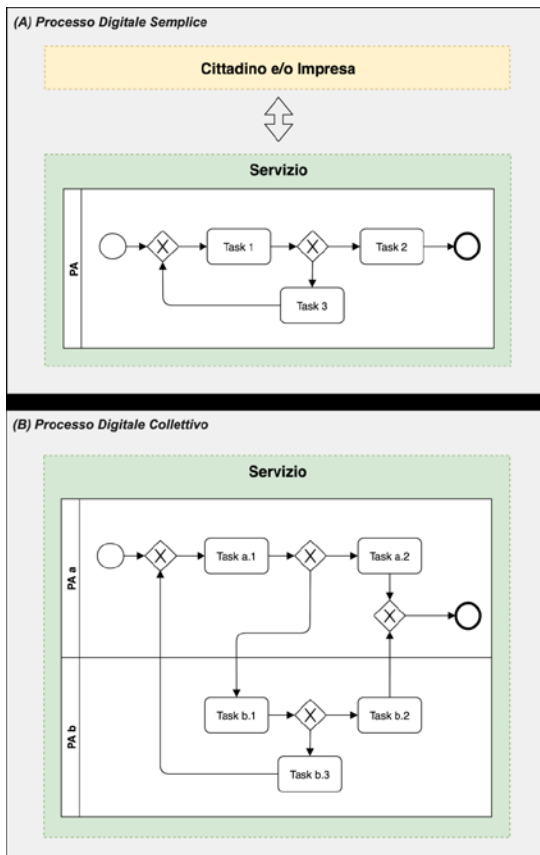 (A) Processo Digitale Semplice
Cittadino e/o Impresa
Servizio
PA
X
Task 1
X
Task 2
Task 3
(B) Processo Digitale Collettivo
Servizio
PA a
X
Task a.1
X
Task a.2
X
PA b
Task b.1
X
Task b.2
Task b.3